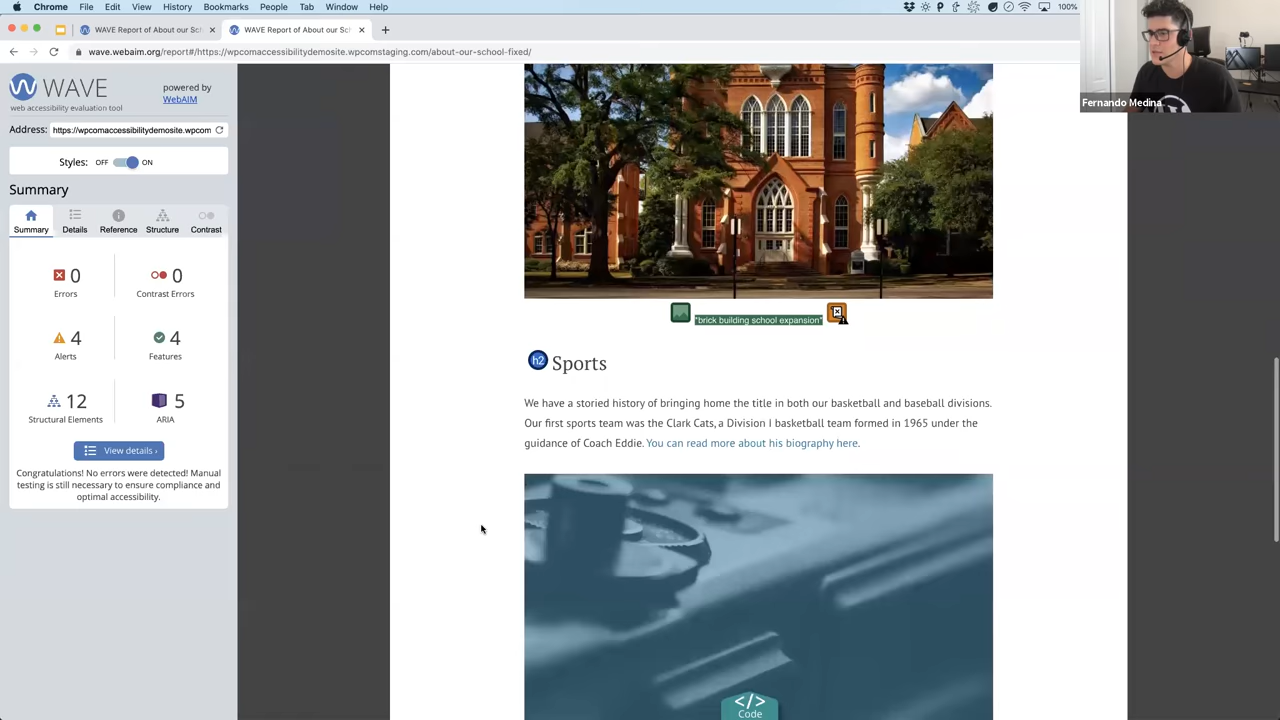 Chrome File Edit View History Bookmarks People Tab Window Help 100%
WAVE Report of About our Sch WAVE Report of About our Sch
wave.webaim.org/report#/https://wpcomaccessibilitydemosite.wpcomstaging.com/about-our-school-fixed/
Fernando Medina
WAVE
web accessibility evaluation tool
powered by
WebAIM
Address: https://wpcomaccessibilitydemosite.wpcom
Styles: OFF ON
Summary
Summary Details Reference Structure Contrast
0 0
Errors Contrast Errors
4 4
Alerts Features
12 5
Structural Elements ARIA
View details ›
Congratulations! No errors were detected! Manual
testing is still necessary to ensure compliance and
optimal accessibility.
"brick building school expansion"
h2 Sports
We have a storied history of bringing home the title in both our basketball and baseball divisions.
Our first sports team was the Clark Cats, a Division I basketball team formed in 1965 under the
guidance of Coach Eddie. You can read more about his biography here.
</>
Code